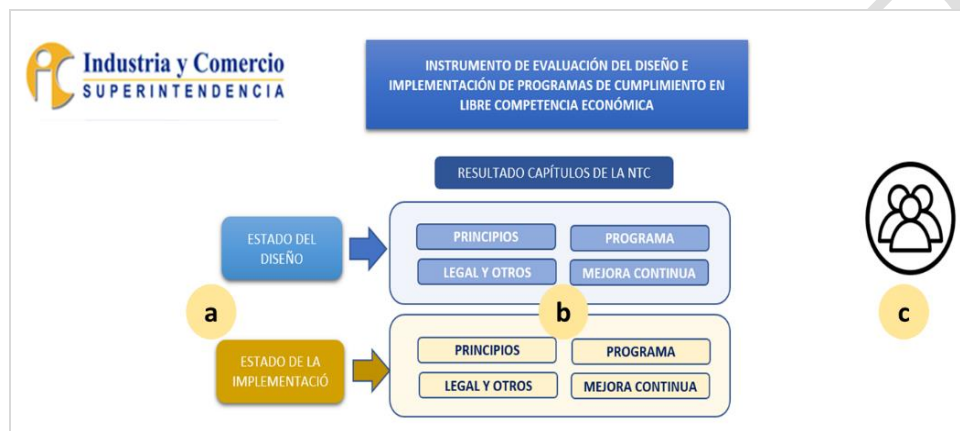 Industria y Comercio
SUPERINTENDENCIA
INSTRUMENTO DE EVALUACIÓN DEL DISEÑO E
IMPLEMENTACIÓN DE PROGRAMAS DE CUMPLIMIENTO EN
LIBRE COMPETENCIA ECONÓMICA
RESULTADO CAPÍTULOS DE LA NTC
ESTADO DEL
DISEÑO
PRINCIPIOS
PROGRAMA
LEGAL Y OTROS
MEJORA CONTINUA
a
b
c
ESTADO DE LA
IMPLEMENTACIÓ
PRINCIPIOS
PROGRAMA
LEGAL Y OTROS
MEJORA CONTINUA